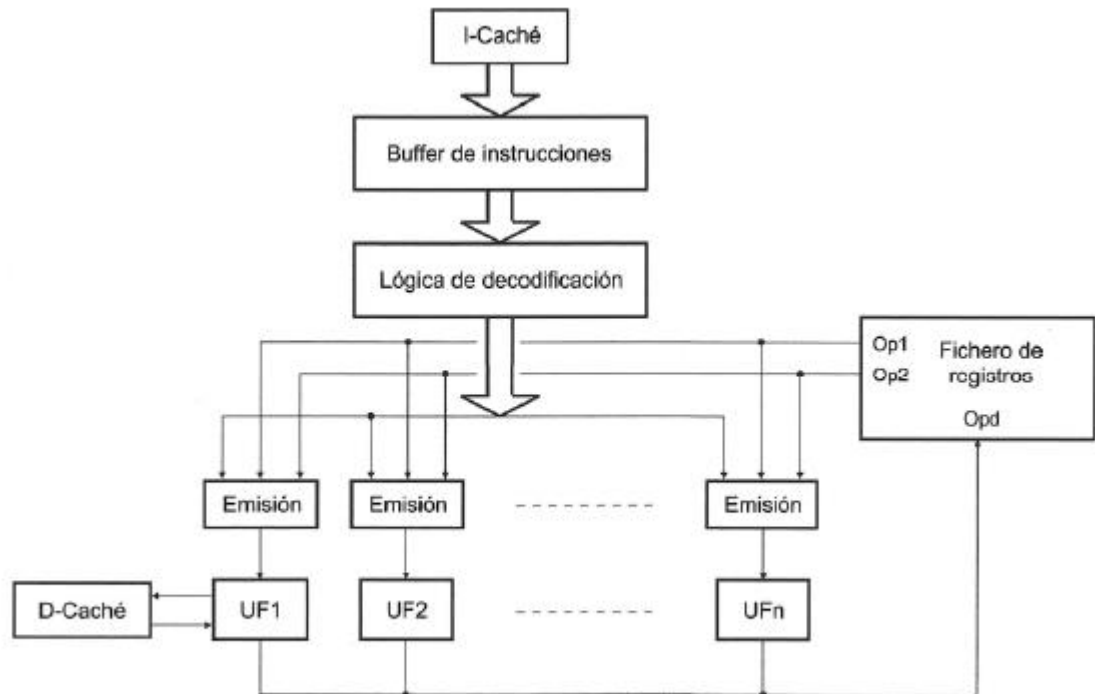 I-Caché
Buffer de instrucciones
Lógica de decodificación
Op1
Fichero de
registros
Op2
Opd
Emisión
Emisión
Emisión
D-Caché
UF1
UF2
UFn